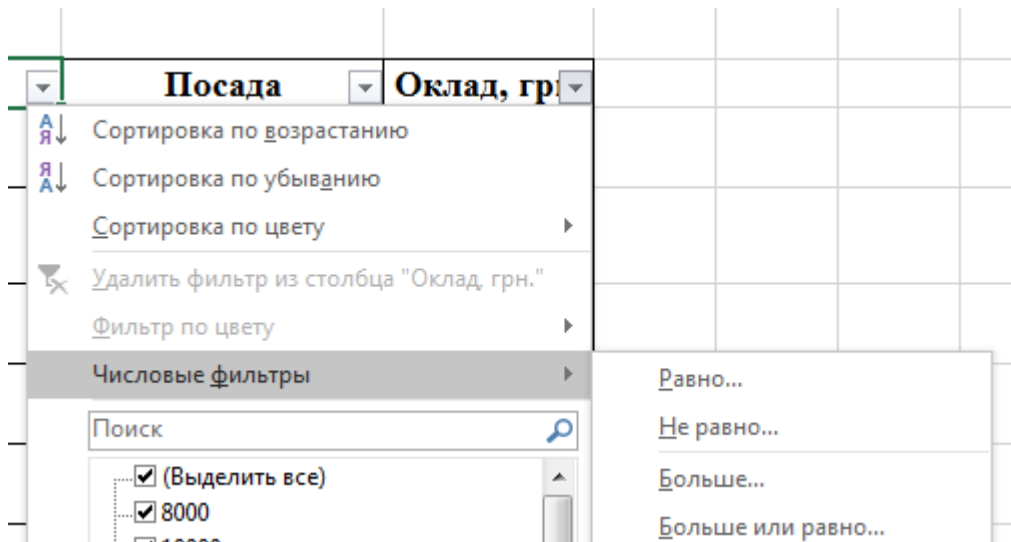 Посада Оклад, грн
Сортировка по возрастанию
Сортировка по убыванию
Сортировка по цвету
Удалить фильтр из столбца "Оклад, грн."
Фильтр по цвету
Числовые фильтры
Равно...
Поиск
Не равно...
(Выделить все)
Больше...
8000
Больше или равно...